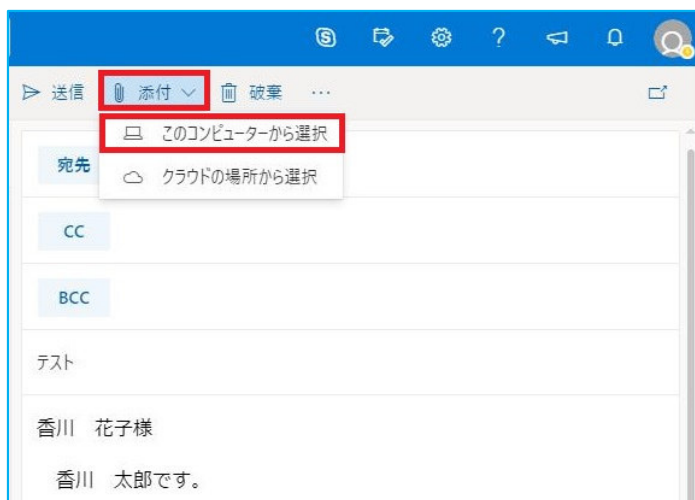 送信 添付 破棄 ...
このコンピューターから選択
宛先
クラウドの場所から選択
CC
BCC
テスト
香川 花子様
香川 太郎です。